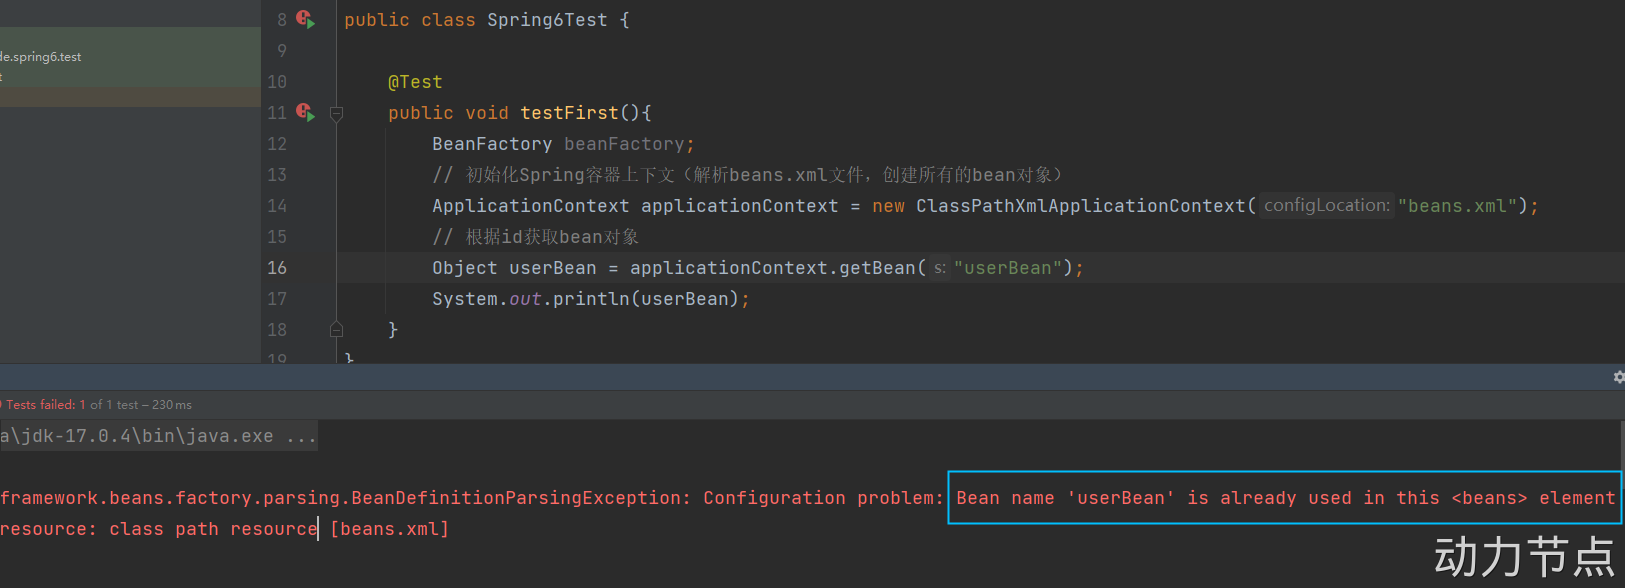 8 public class Spring6Test {
9
de.spring6.test
10 @Test
11 public void testFirst(){
12 BeanFactory beanFactory;
13 // 初始化Spring容器上下文（解析beans.xml文件，创建所有的bean对象）
14 ApplicationContext applicationContext = new ClassPathXmlApplicationContext( configLocation: "beans.xml");
15 // 根据id获取bean对象
16 Object userBean = applicationContext.getBean( s: "userBean");
17 System.out.println(userBean);
18 }
19 }
Tests failed: 1 of 1 test – 230 ms
a\jdk-17.0.4\bin\java.exe ...
framework.beans.factory.parsing.BeanDefinitionParsingException: Configuration problem: Bean name 'userBean' is already used in this <beans> element
resource: class path resource [beans.xml]
动力节点